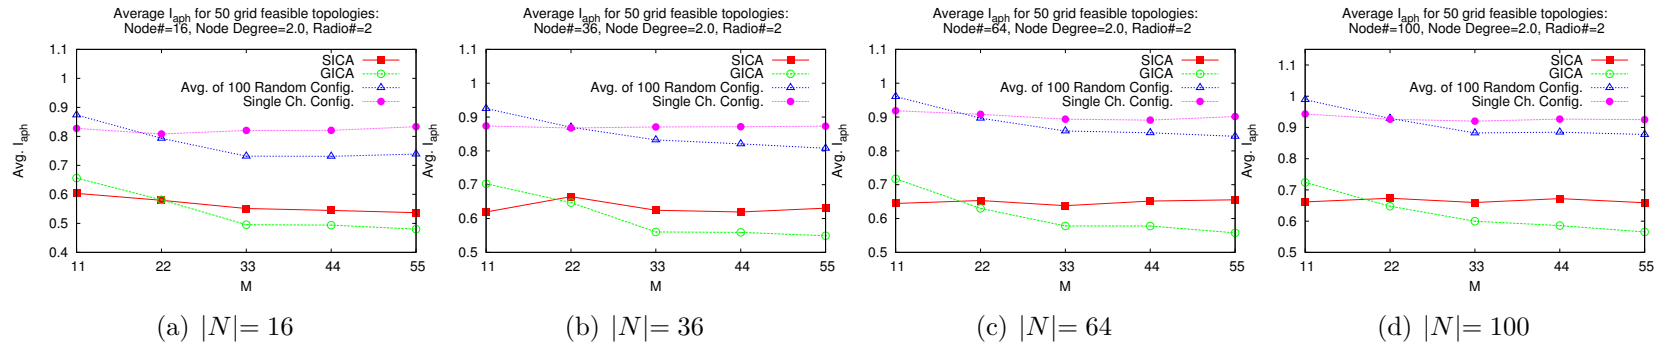 Average I_aph for 50 grid feasible topologies:
Node#=16, Node Degree=2.0, Radio#=2
1.1
1
0.9
0.8
0.7
0.6
0.5
0.4
Avg. I_aph
SICA
GICA
Avg. of 100 Random Config.
Single Ch. Config.
11
22
33
44
55
M
(a) |N|= 16
Average I_aph for 50 grid feasible topologies:
Node#=36, Node Degree=2.0, Radio#=2
1.1
1
0.9
0.8
0.7
0.6
0.5
Avg. I_aph
SICA
GICA
Avg. of 100 Random Config.
Single Ch. Config.
11
22
33
44
55
M
(b) |N|= 36
Average I_aph for 50 grid feasible topologies:
Node#=64, Node Degree=2.0, Radio#=2
1.1
1
0.9
0.8
0.7
0.6
0.5
Avg. I_aph
SICA
GICA
Avg. of 100 Random Config.
Single Ch. Config.
11
22
33
44
55
M
(c) |N|= 64
Average I_aph for 50 grid feasible topologies:
Node#=100, Node Degree=2.0, Radio#=2
1.1
1
0.9
0.8
0.7
0.6
0.5
Avg. I_aph
SICA
GICA
Avg. of 100 Random Config.
Single Ch. Config.
11
22
33
44
55
M
(d) |N|= 100